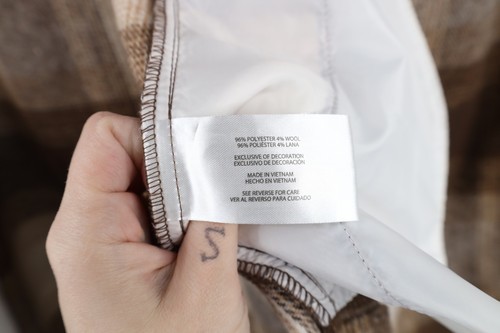 96% POLYESTER 4% WOOL,
96% POLIÉSTER 4% LANA
EXCLUSIVE OF DECORATION
EXCLUSIVO DE DECORACIÓN
MADE IN VIETNAM
HECHO EN VIETNAM
SEE REVERSE FOR CARE
VER AL REVERSO PARA CUIDADO